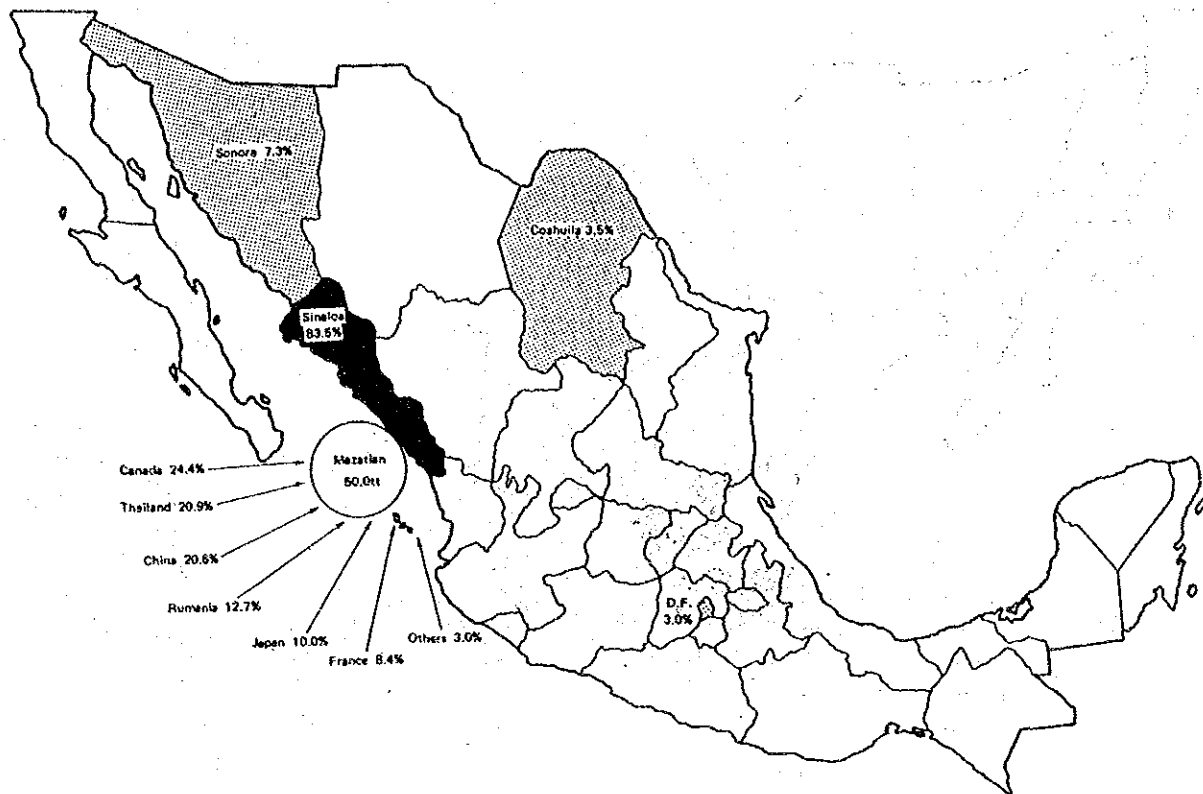 Sonora 7.3%
Coahuila 3.5%
Sinaloa
83.5%
Mazatlan
50.0tt
Canada 24.4%
Thailand 20.9%
China 20.6%
Rumania 12.7%
Japan 10.0%
France 8.4%
Others 3.0%
D.F.
3.0%